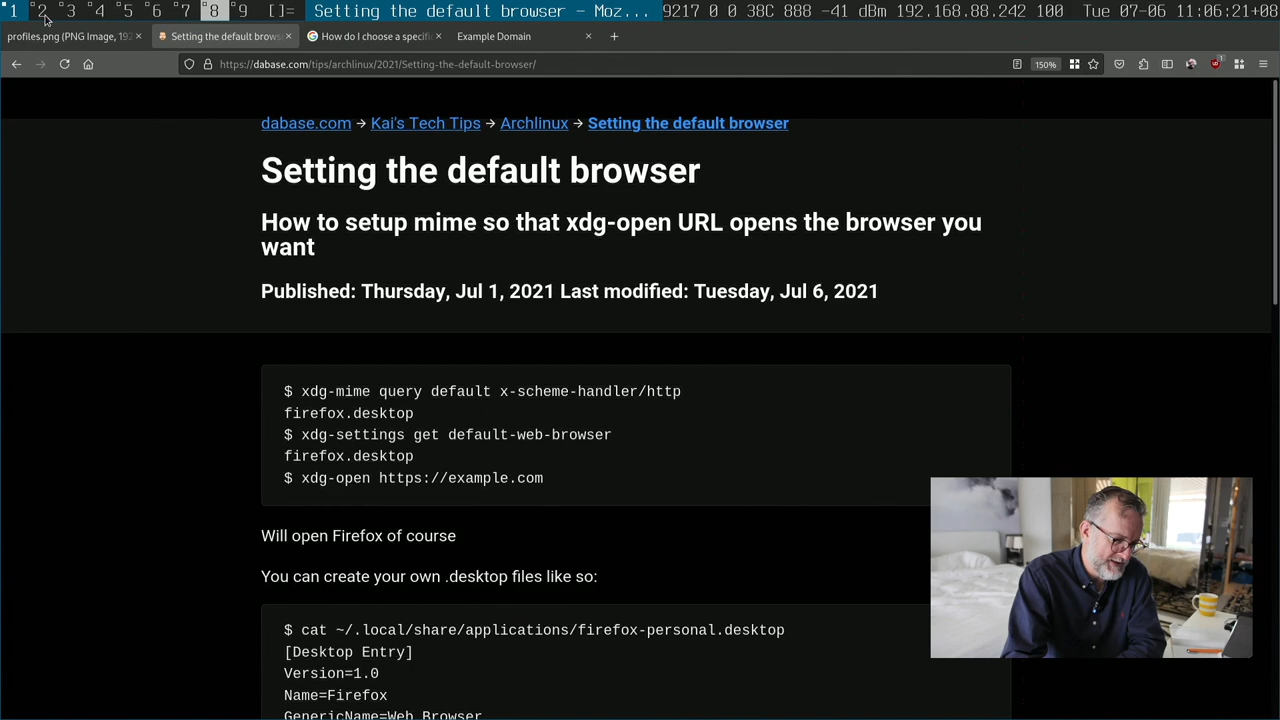 1 2 3 4 5 6 7 8 9 []= Setting the default browser - Moz... 9217 0 0 38C 888 -41 dBm 192.168.88.242 100 Tue 07-06 11:06:21+08
profiles.png (PNG Image, 192 Setting the default brows How do I choose a specifi Example Domain
https://dabase.com/tips/archlinux/2021/Setting-the-default-browser/ 150%
dabase.com → Kai's Tech Tips → Archlinux → Setting the default browser
Setting the default browser
How to setup mime so that xdg-open URL opens the browser you
want
Published: Thursday, Jul 1, 2021 Last modified: Tuesday, Jul 6, 2021
$ xdg-mime query default x-scheme-handler/http
firefox.desktop
$ xdg-settings get default-web-browser
firefox.desktop
$ xdg-open https://example.com
Will open Firefox of course
You can create your own .desktop files like so:
$ cat ~/.local/share/applications/firefox-personal.desktop
[Desktop Entry]
Version=1.0
Name=Firefox
GenericName=Web Browser